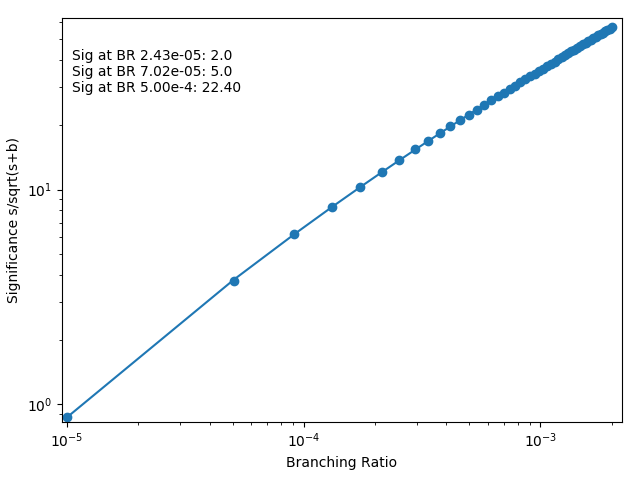 Sig at BR 2.43e-05: 2.0
Sig at BR 7.02e-05: 5.0
Sig at BR 5.00e-4: 22.40
Significance s/sqrt(s+b)
10¹
10⁰
10⁻⁵ 10⁻⁴ 10⁻³
Branching Ratio